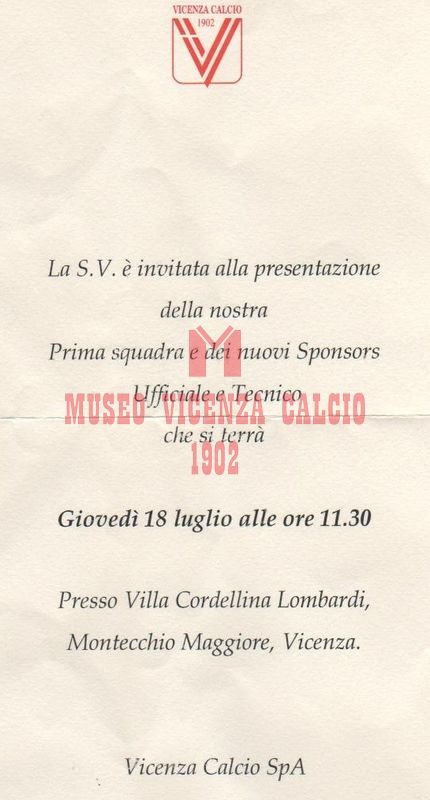 VICENZA CALCIO
1902
La S.V. è invitata alla presentazione
della nostra
Prima squadra e dei nuovi Sponsors
Ufficiale e Tecnico
MUSEO VICENZA CALCIO
che si terrà
1902
Giovedì 18 luglio alle ore 11.30
Presso Villa Cordellina Lombardi,
Montecchio Maggiore, Vicenza.
Vicenza Calcio SpA